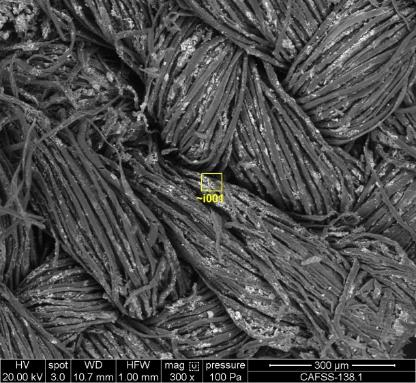 ~i001
HV spot WD HFW mag pressure 300 µm
20.00 kV 3.0 10.7 mm 1.00 mm 300 x 100 Pa CAFSS-138.1